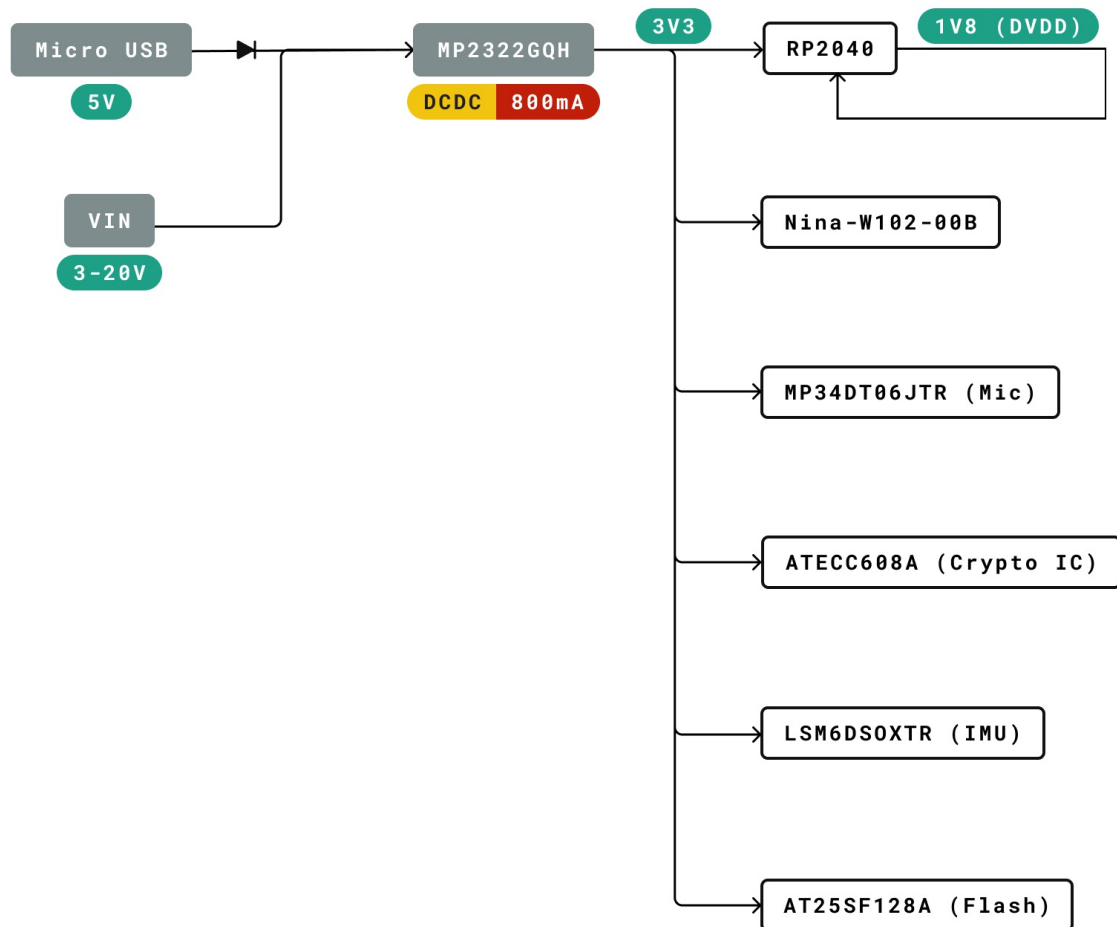 3V3
1V8 (DVDD)
Micro USB
MP2322GQH
RP2040
5V
DCDC 800mA
VIN
Nina-W102-00B
3-20V
MP34DT06JTR (Mic)
ATECC608A (Crypto IC)
LSM6DSOXTR (IMU)
AT25SF128A (Flash)